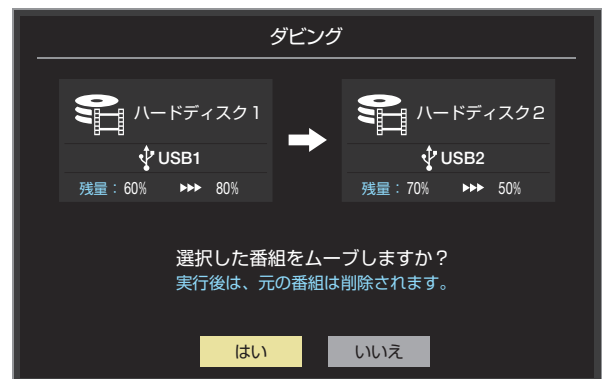 ダビング
ハードディスク1
USB1
残量：60% ▶▶▶ 80%
ハードディスク2
USB2
残量：70% ▶▶▶ 50%
選択した番組をムーブしますか？
実行後は、元の番組は削除されます。
はい
いいえ